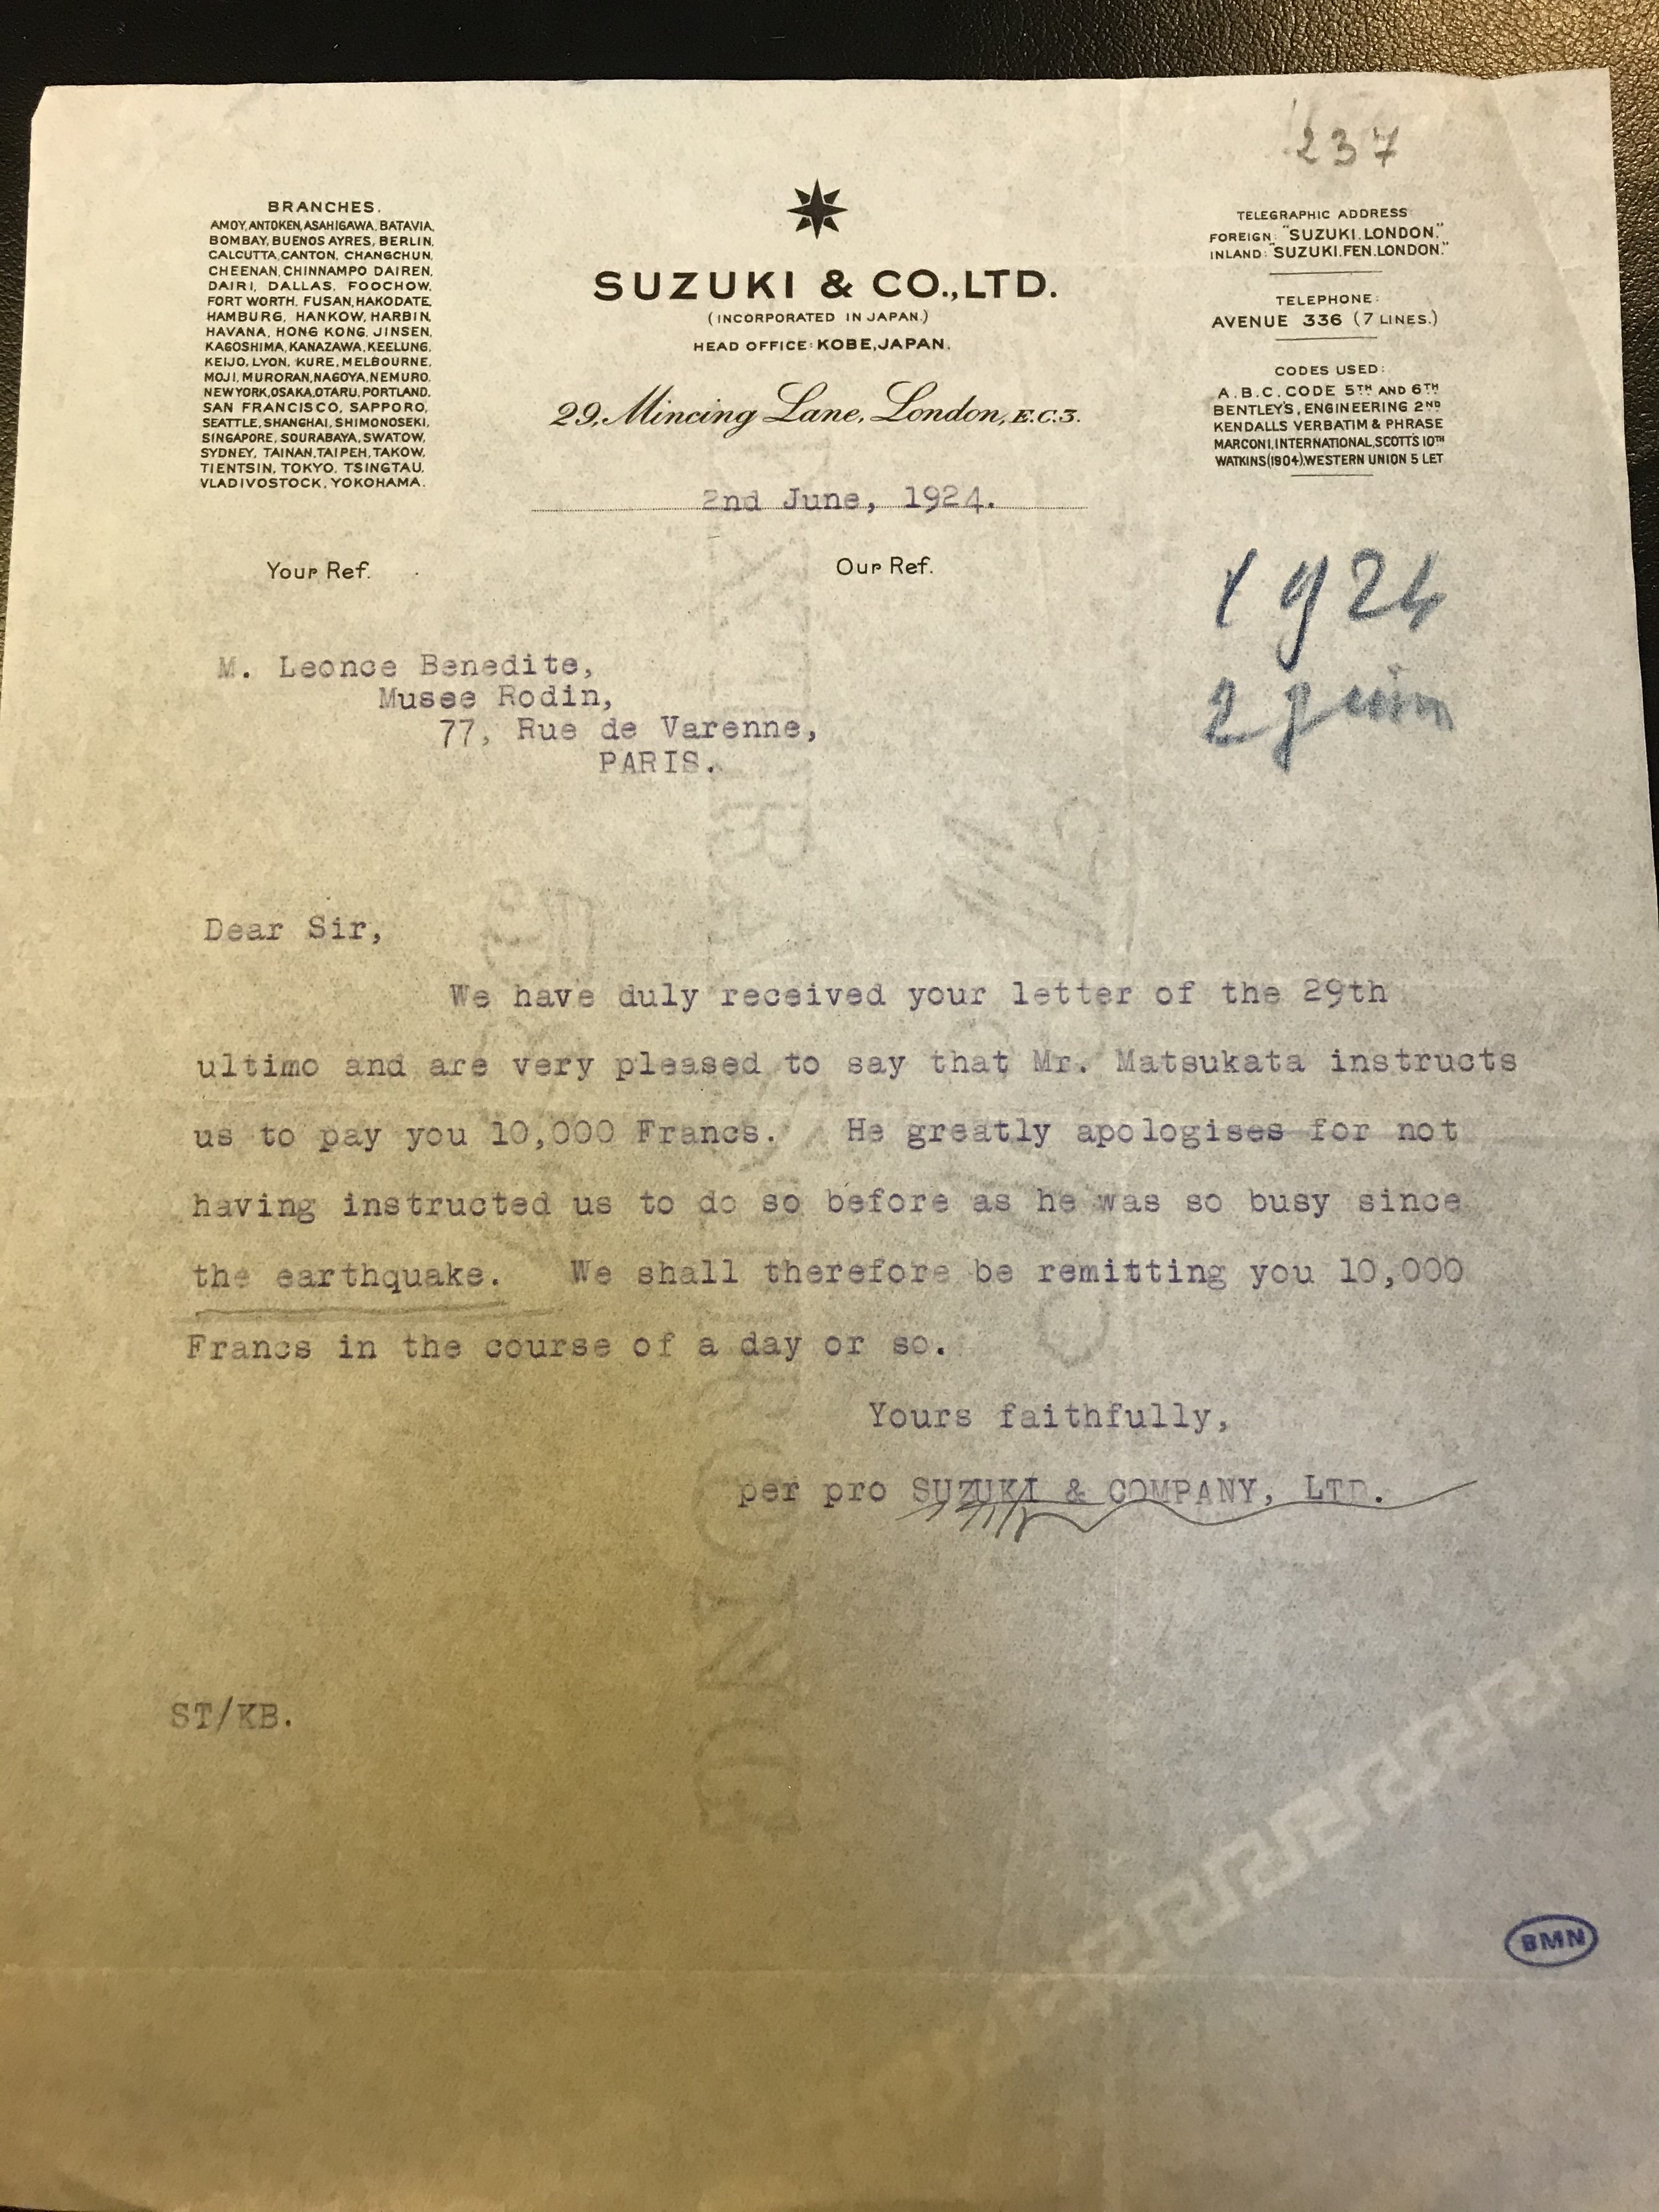 237
BRANCHES.
AMOY, ANTOKEN, ASAHIGAWA, BATAVIA,
BOMBAY, BUENOS AYRES, BERLIN,
CALCUTTA, CANTON, CHANGCHUN,
CHEENAN, CHINNAMPO DAIREN,
DAIRI, DALLAS, FOOCHOW,
FORT WORTH, FUSAN, HAKODATE,
HAMBURG, HANKOW, HARBIN,
HAVANA, HONG KONG, JINSEN,
KAGOSHIMA, KANAZAWA, KEELUNG,
KEIJO, LYON, KURE, MELBOURNE,
MOJI, MURORAN, NAGOYA, NEMURO,
NEW YORK, OSAKA, OTARU, PORTLAND,
SAN FRANCISCO, SAPPORO,
SEATTLE, SHANGHAI, SHIMONOSEKI,
SINGAPORE, SOURABAYA, SWATOW,
SYDNEY, TAINAN, TAIPEH, TAKOW,
TIENTSIN, TOKYO, TSINGTAU,
VLADIVOSTOCK, YOKOHAMA.
SUZUKI & CO., LTD.
(INCORPORATED IN JAPAN.)
HEAD OFFICE: KOBE, JAPAN.
29, Mincing Lane, London, E.C.3.
TELEGRAPHIC ADDRESS
FOREIGN: "SUZUKI. LONDON."
INLAND: "SUZUKI. FEN. LONDON."
TELEPHONE:
AVENUE 336 (7 LINES.)
CODES USED:
A.B.C. CODE 5TH AND 6TH
BENTLEY'S, ENGINEERING 2ND
KENDALLS VERBATIM & PHRASE
MARCONI, INTERNATIONAL, SCOTT'S 10TH
WATKINS (1904), WESTERN UNION 5 LET
2nd June, 1924.
Your Ref.
Our Ref.
1924
2 juin
M. Leonce Benedite,
Musee Rodin,
77, Rue de Varenne,
PARIS.
Dear Sir,
We have duly received your letter of the 29th
ultimo and are very pleased to say that Mr. Matsukata instructs
us to pay you 10,000 Francs. He greatly apologises for not
having instructed us to do so before as he was so busy since
the earthquake. We shall therefore be remitting you 10,000
Francs in the course of a day or so.
Yours faithfully,
per pro SUZUKI & COMPANY, LTD.
ST/KB.
BMN